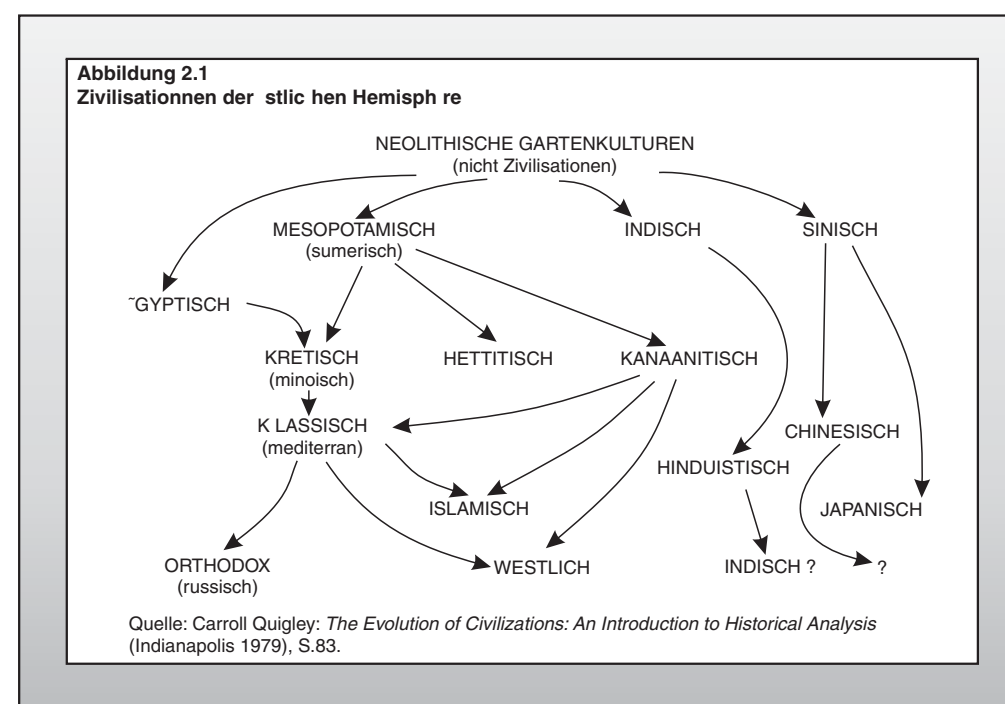 Abbildung 2.1
Zivilisationnen der stlic hen Hemisph re
NEOLITHISCHE GARTENKULTUREN
(nicht Zivilisationen)
MESOPOTAMISCH
(sumerisch)
INDISCH
SINISCH
˜GYPTISCH
KRETISCH
(minoisch)
HETTITISCH
KANAANITISCH
K LASSISCH
(mediterran)
CHINESISCH
HINDUISTISCH
ISLAMISCH
JAPANISCH
ORTHODOX
(russisch)
WESTLICH
INDISCH ?
?
Quelle: Carroll Quigley: The Evolution of Civilizations: An Introduction to Historical Analysis
(Indianapolis 1979), S.83.